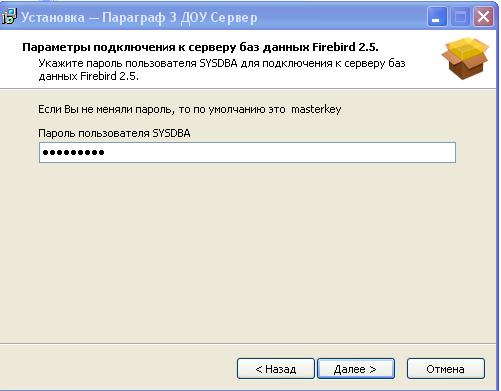 Установка — Параграф 3 ДОУ Сервер
Параметры подключения к серверу баз данных Firebird 2.5.
Укажите пароль пользователя SYSDBA для подключения к серверу баз
данных Firebird 2.5.
Если Вы не меняли пароль, то по умолчанию это masterkey
Пароль пользователя SYSDBA
•••••••••
< Назад
Далее >
Отмена